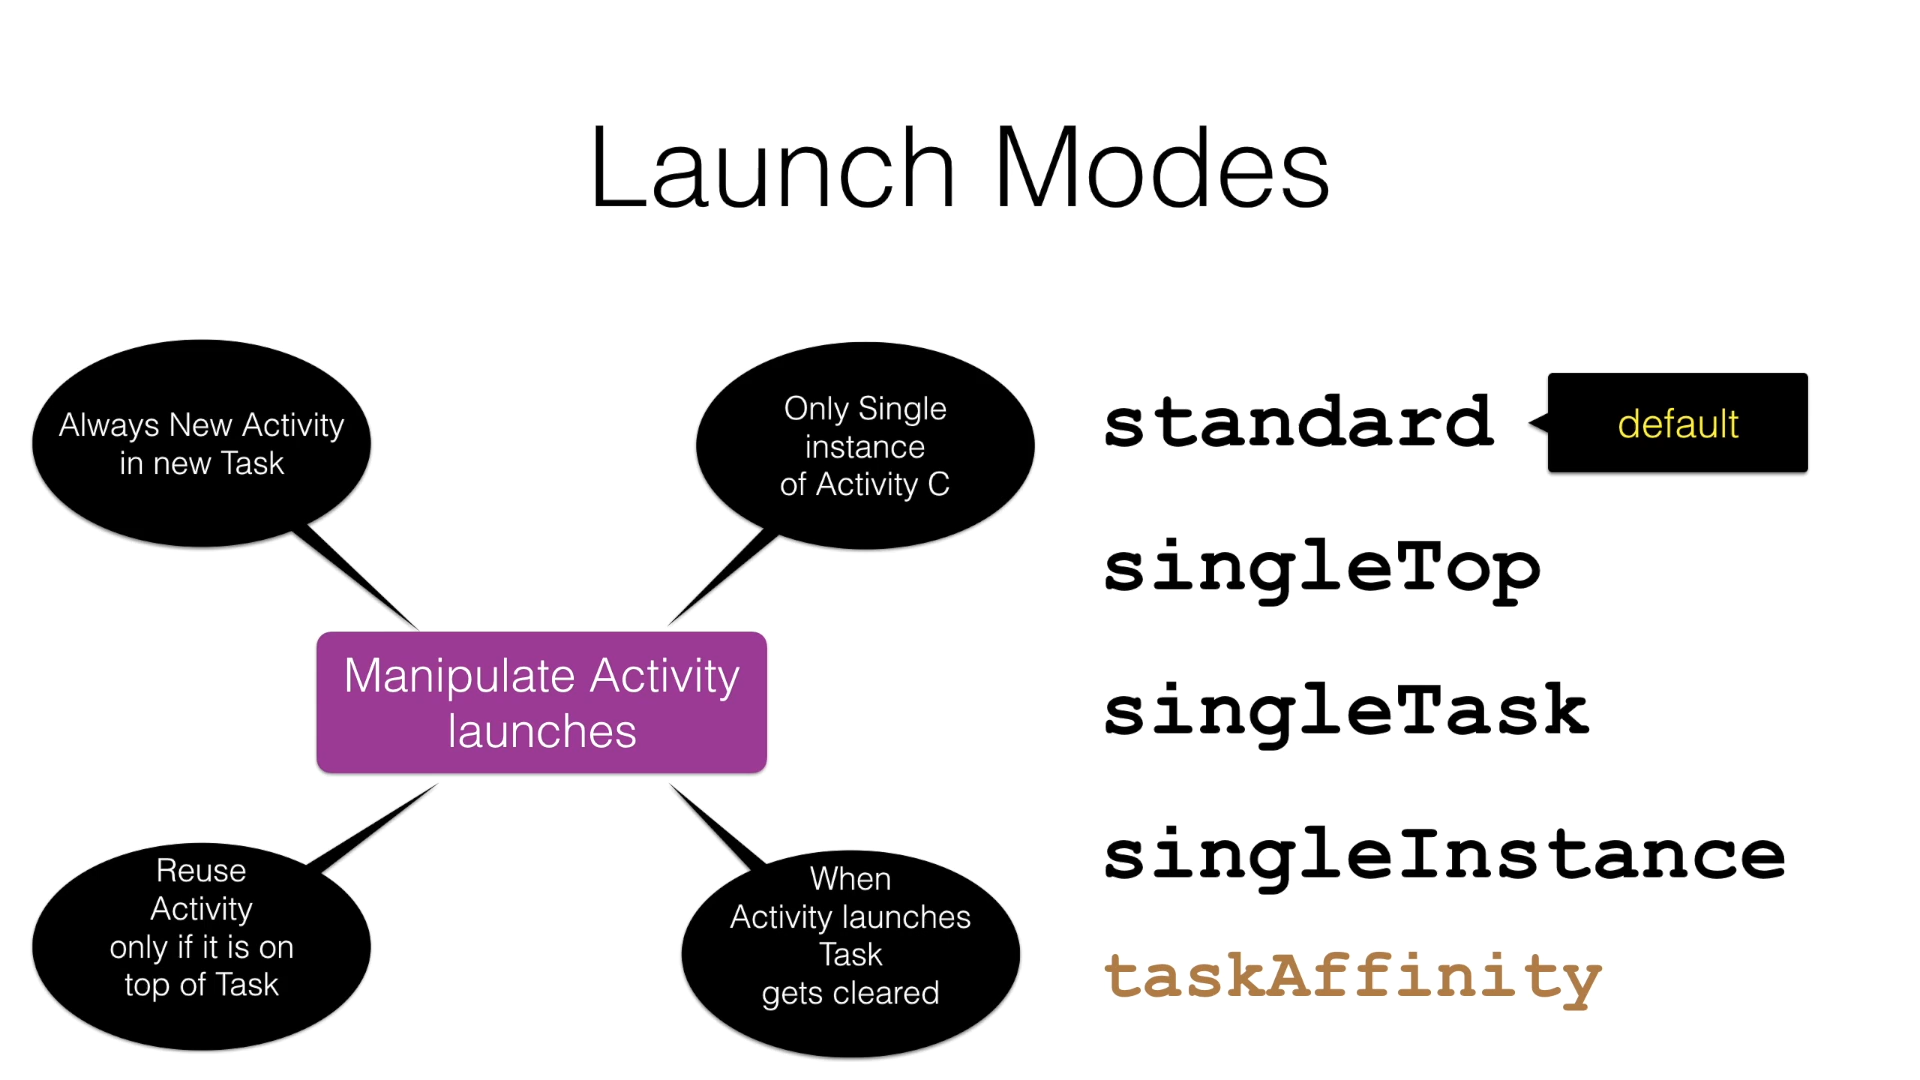 Launch Modes
Always New Activity
in new Task
Only Single
instance
of Activity C
Manipulate Activity
launches
Reuse
Activity
only if it is on
top of Task
When
Activity launches
Task
gets cleared
standard
default
singleTop
singleTask
singleInstance
taskAffinity